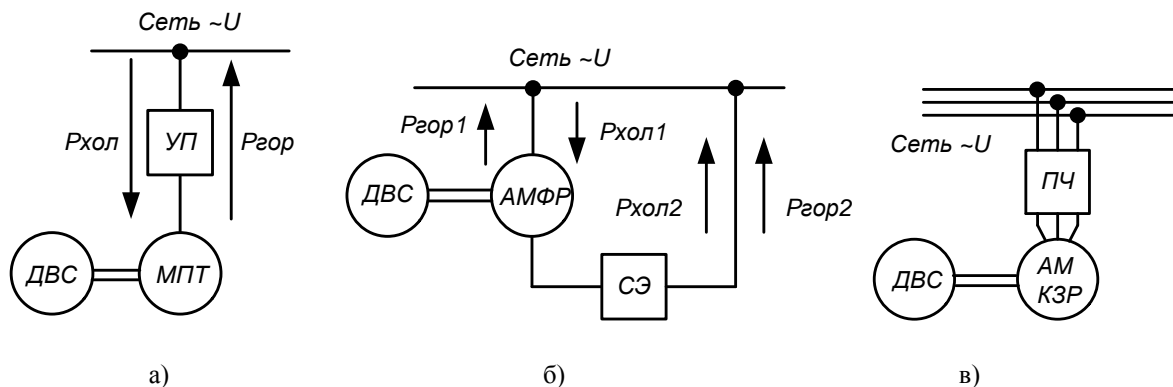 Сеть ~U
Рхол
УП
Ргор
ДВС
МПТ
а)
Сеть ~U
Ргор1
Рхол1
ДВС
АМФР
Рхол2
Ргор2
СЭ
б)
Сеть ~U
ПЧ
ДВС
АМ
КЗР
в)